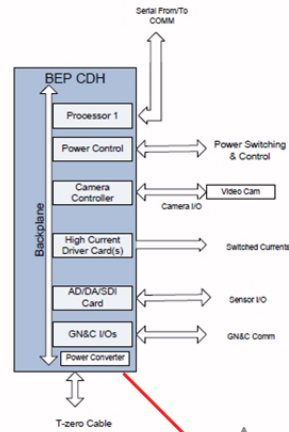 Serial From/To
COMM
BEP CDH
Processor 1
Power Control
Power Switching
& Control
Camera
Controller
Video Cam
Camera I/O
Backplane
High Current
Driver Card(s)
Switched Currents
AD/DA/SDI
Card
Sensor I/O
GN&C I/Os
GN&C Comm
Power Converter
T-zero Cable